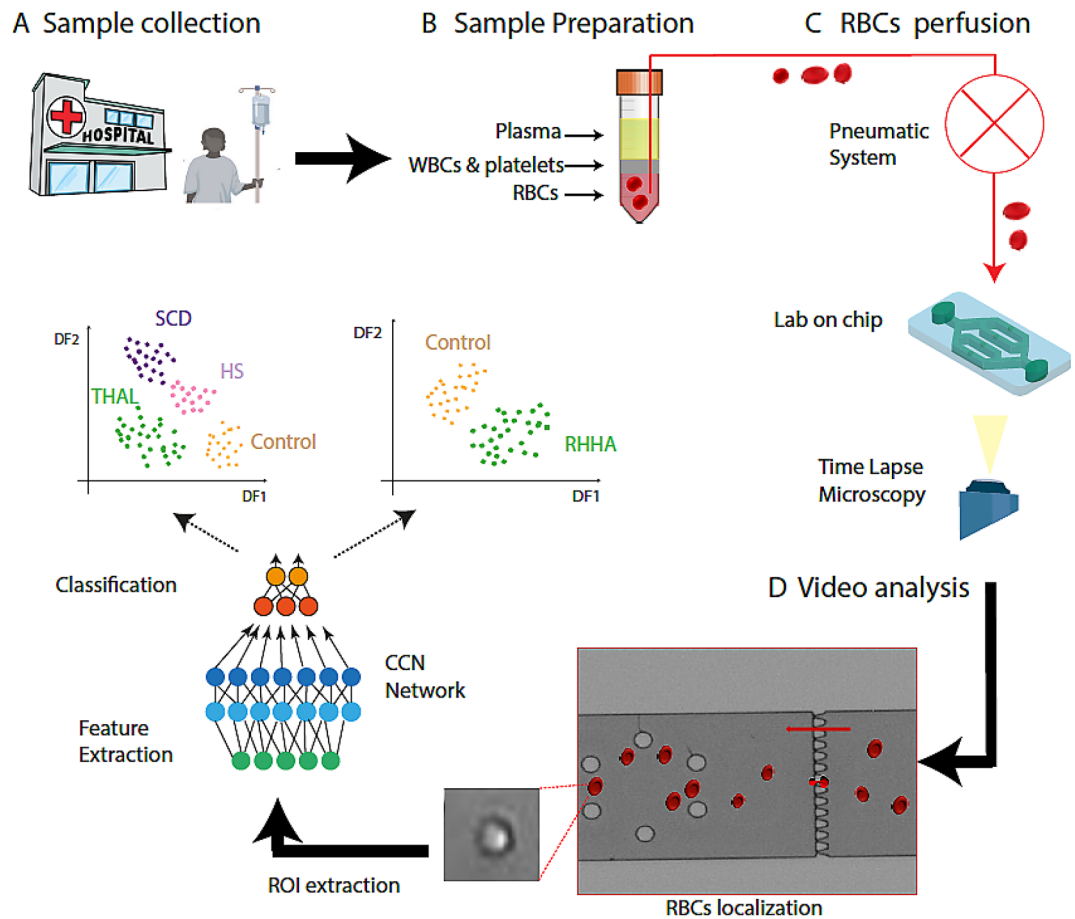 A Sample collection
B Sample Preparation
C RBCs perfusion
HOSPITAL
Plasma
WBCs & platelets
RBCs
Pneumatic
System
Lab on chip
Time Lapse
Microscopy
DF2
SCD
HS
THAL
Control
DF1
DF2
Control
RHHA
DF1
D Video analysis
Classification
CCN
Network
Feature
Extraction
ROI extraction
RBCs localization